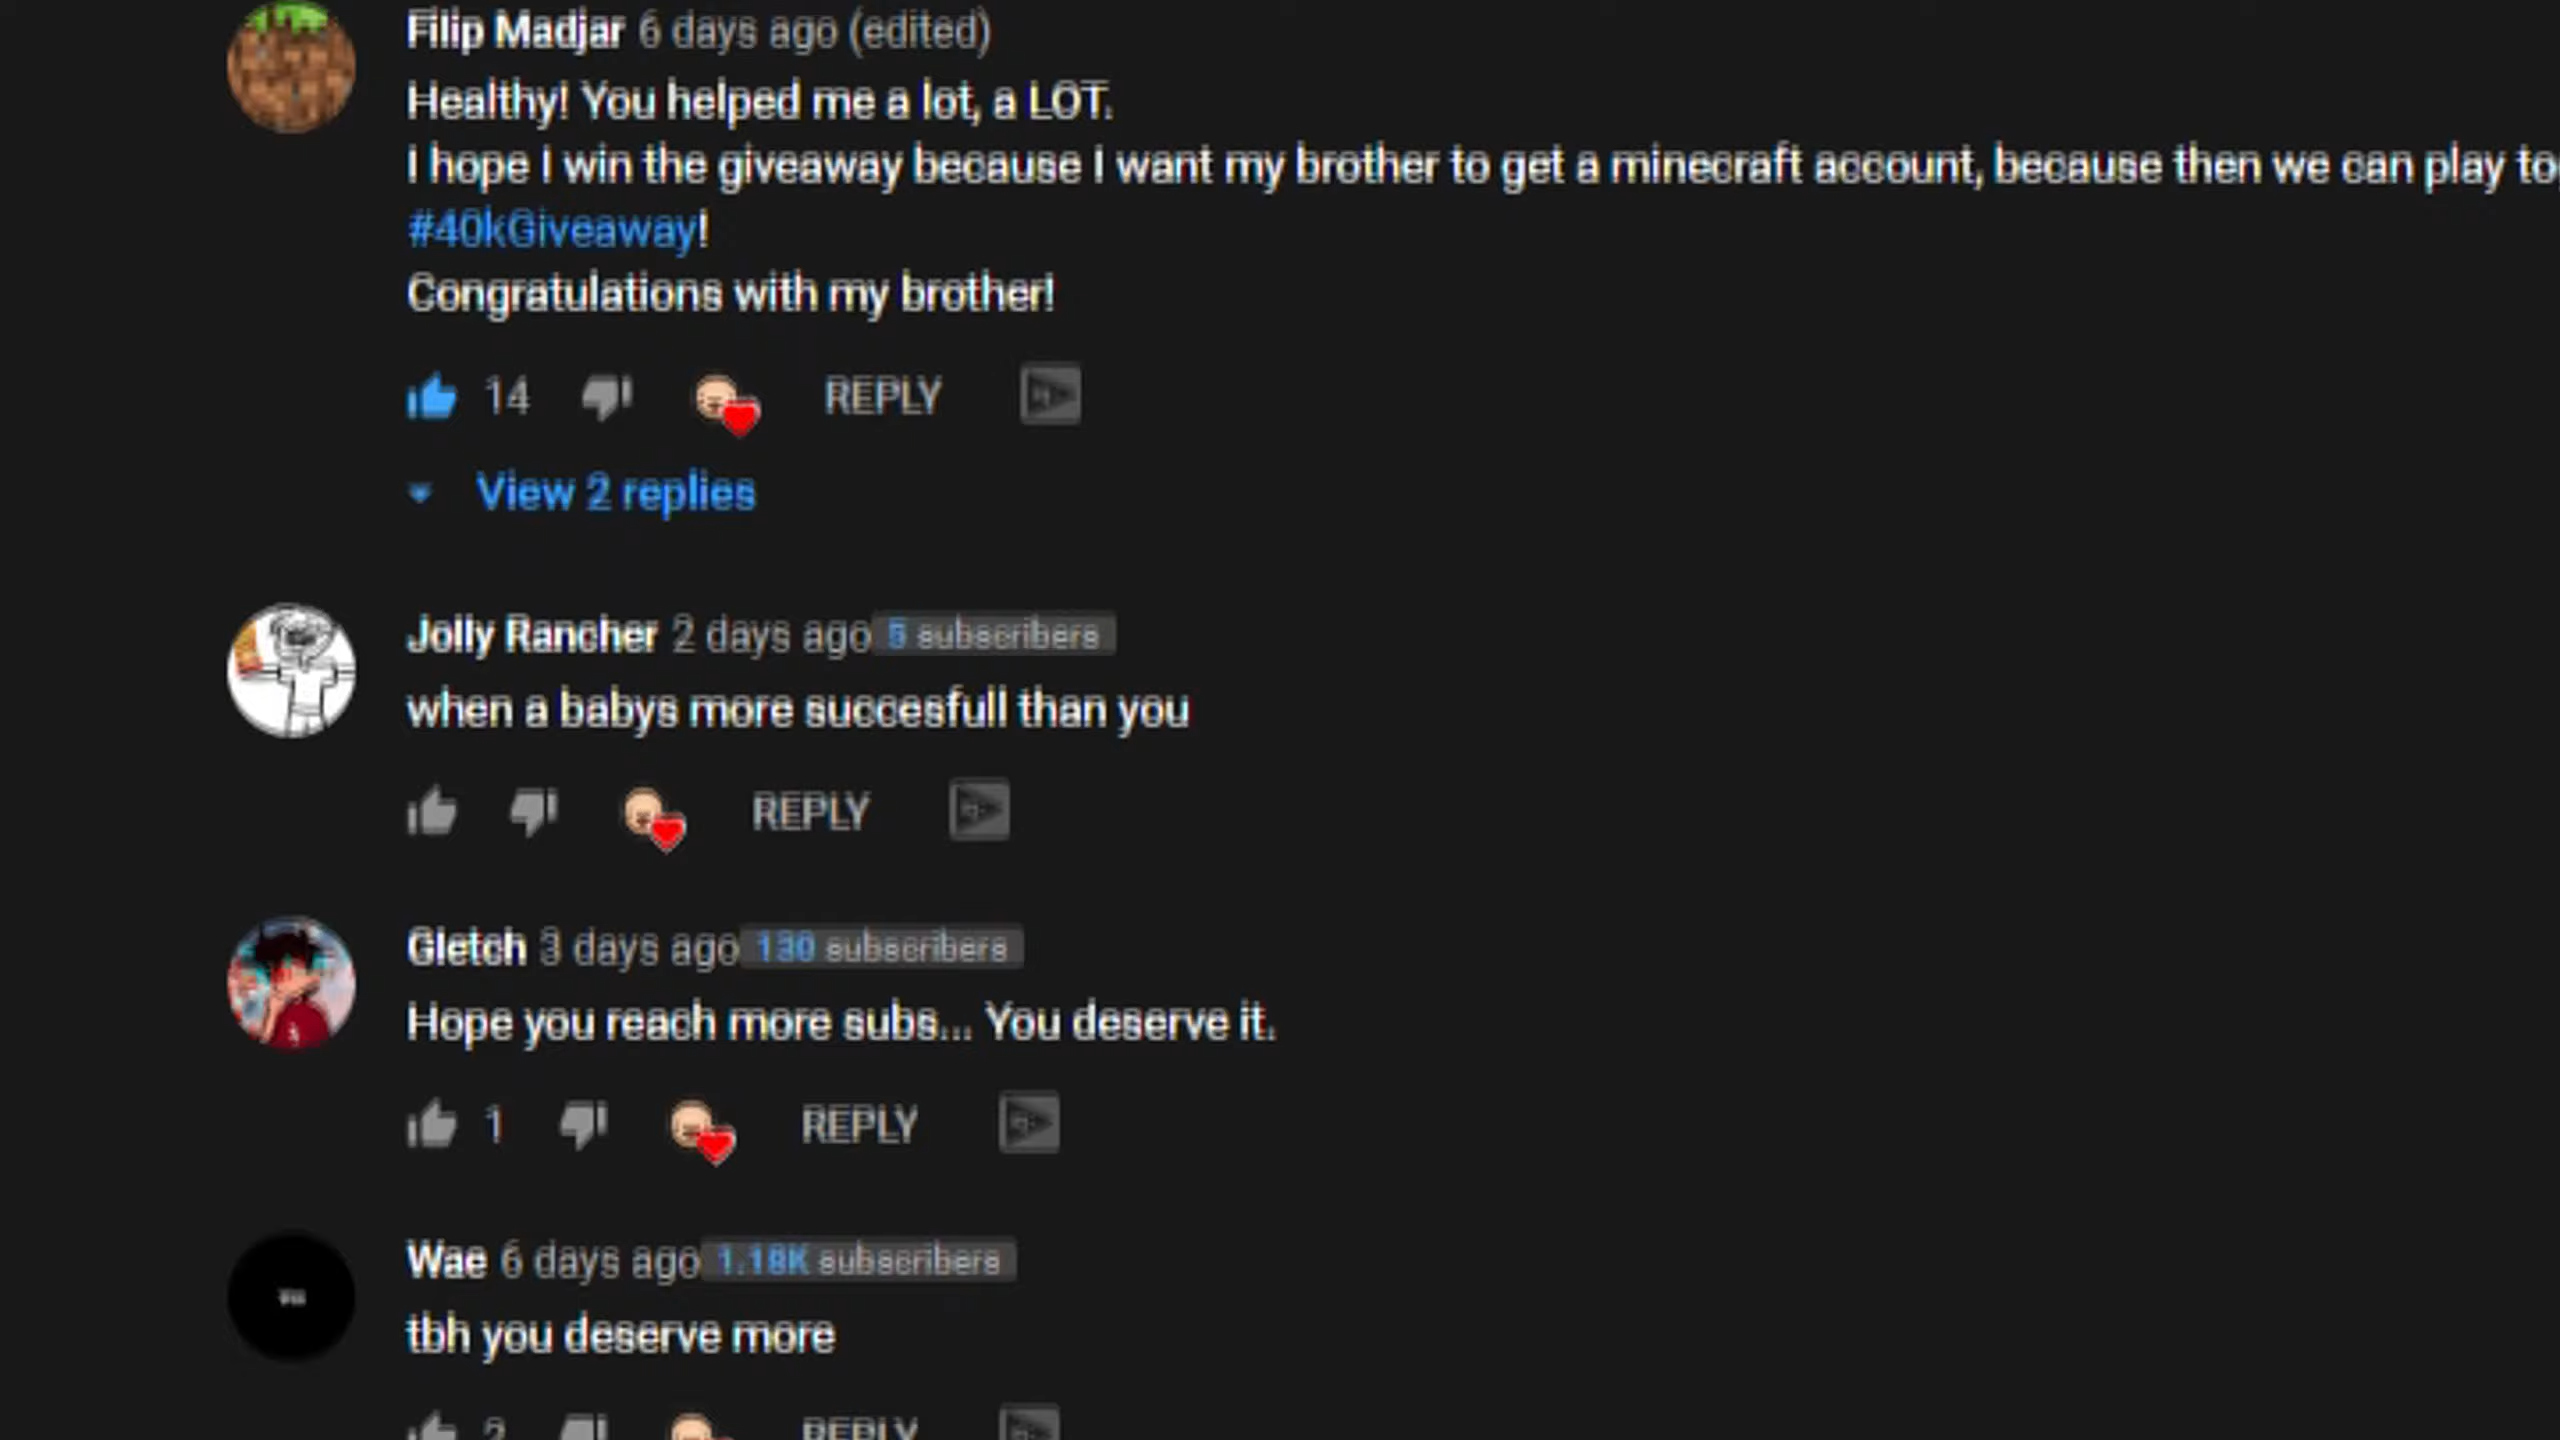 Filip Madjar 6 days ago (edited)
Healthy! You helped me a lot, a LOT.
I hope I win the giveaway because I want my brother to get a minecraft account, because then we can play
#40kGiveaway!
Congratulations with my brother!
14 REPLY
View 2 replies
Jolly Rancher 2 days ago 5 subscribers
when a babys more succesfull than you
REPLY
Gletch 3 days ago 130 subscribers
Hope you reach more subs... You deserve it.
1 REPLY
Wae 6 days ago 1.18K subscribers
tbh you deserve more
2 REPLY